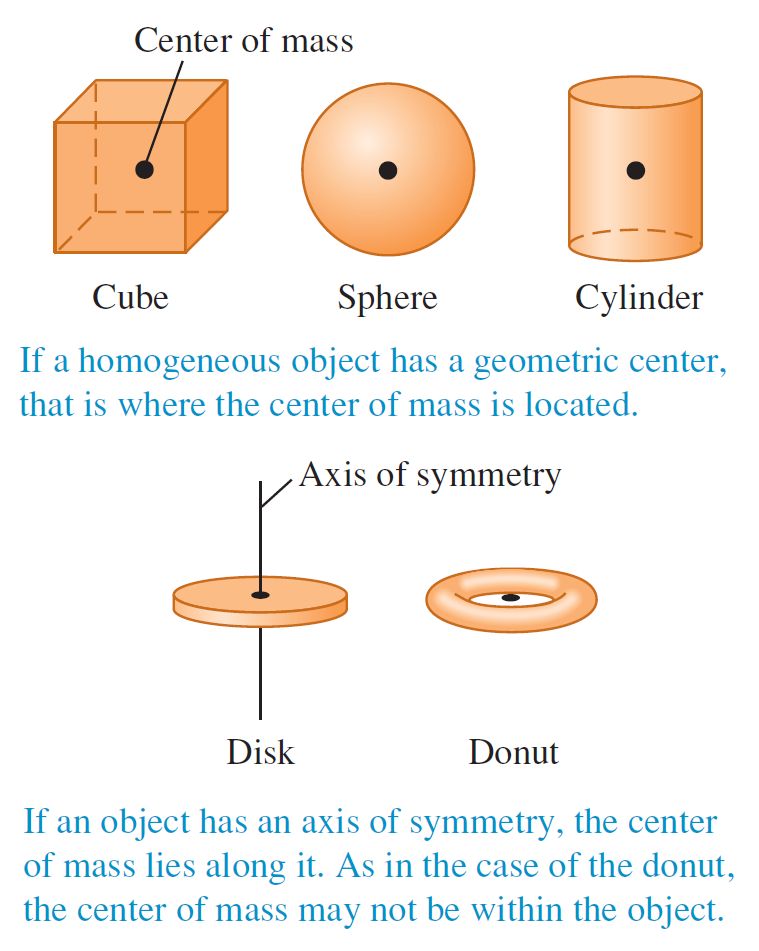 Center of mass
Cube
Sphere
Cylinder
If a homogeneous object has a geometric center,
that is where the center of mass is located.
Axis of symmetry
Disk
Donut
If an object has an axis of symmetry, the center
of mass lies along it. As in the case of the donut,
the center of mass may not be within the object.